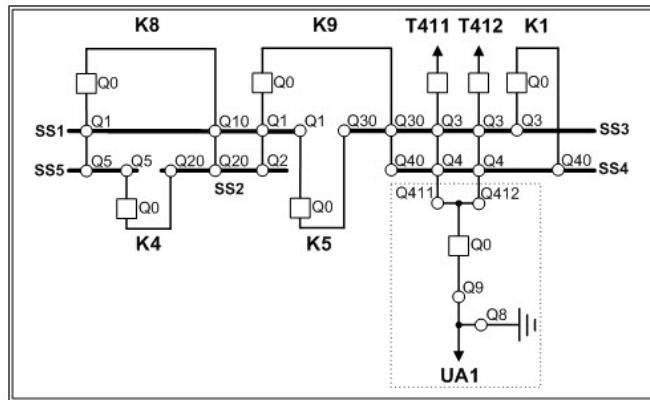 K8 K9 T411 T412 K1
Q0 Q0 Q0
SS1 Q1 Q10 Q1 Q1 Q30 Q30 Q3 Q3 Q3 SS3
SS5 Q5 Q5 Q20 Q20 Q2 Q40 Q4 Q4 Q40 SS4
SS2
Q411 Q412
Q0 Q0
K4 K5
Q0
Q9
Q8
UA1